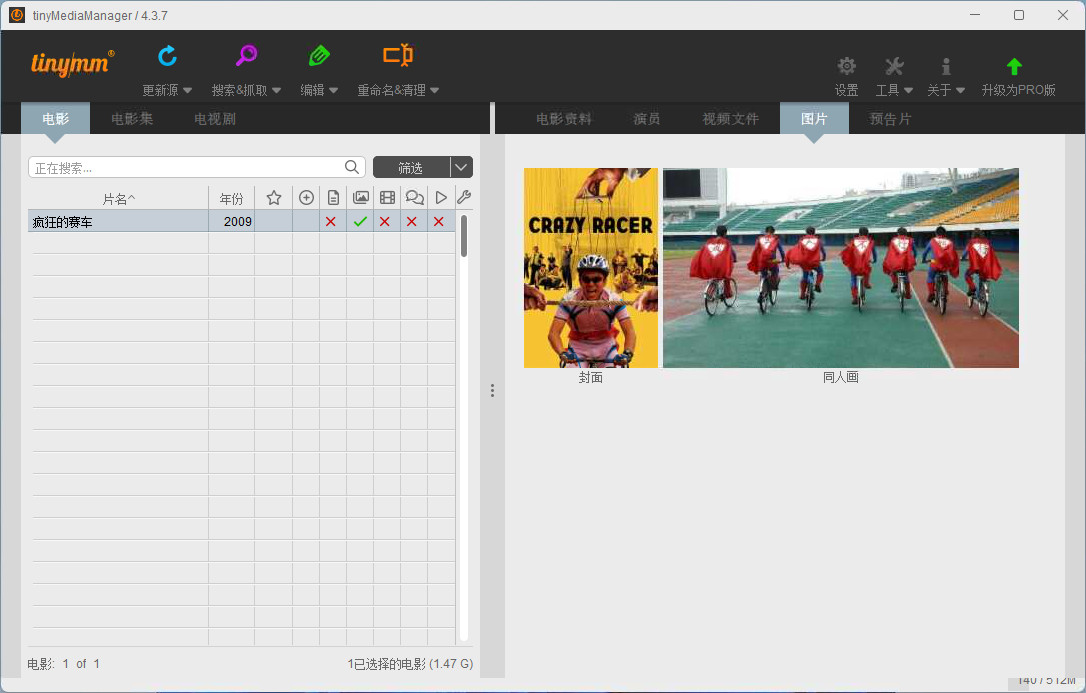 tinyMediaManager / 4.3.7
tinymm®
更新源
搜索&抓取
编辑
重命名&清理
设置
工具
关于
升级为PRO版
电影
电影集
电视剧
电影资料
演员
视频文件
图片
预告片
正在搜索...
筛选
片名^
年份
疯狂的赛车
2009
CRAZY RACER
封面
同人画
电影: 1 of 1
1已选择的电影 (1.47 G)
140 / 512M